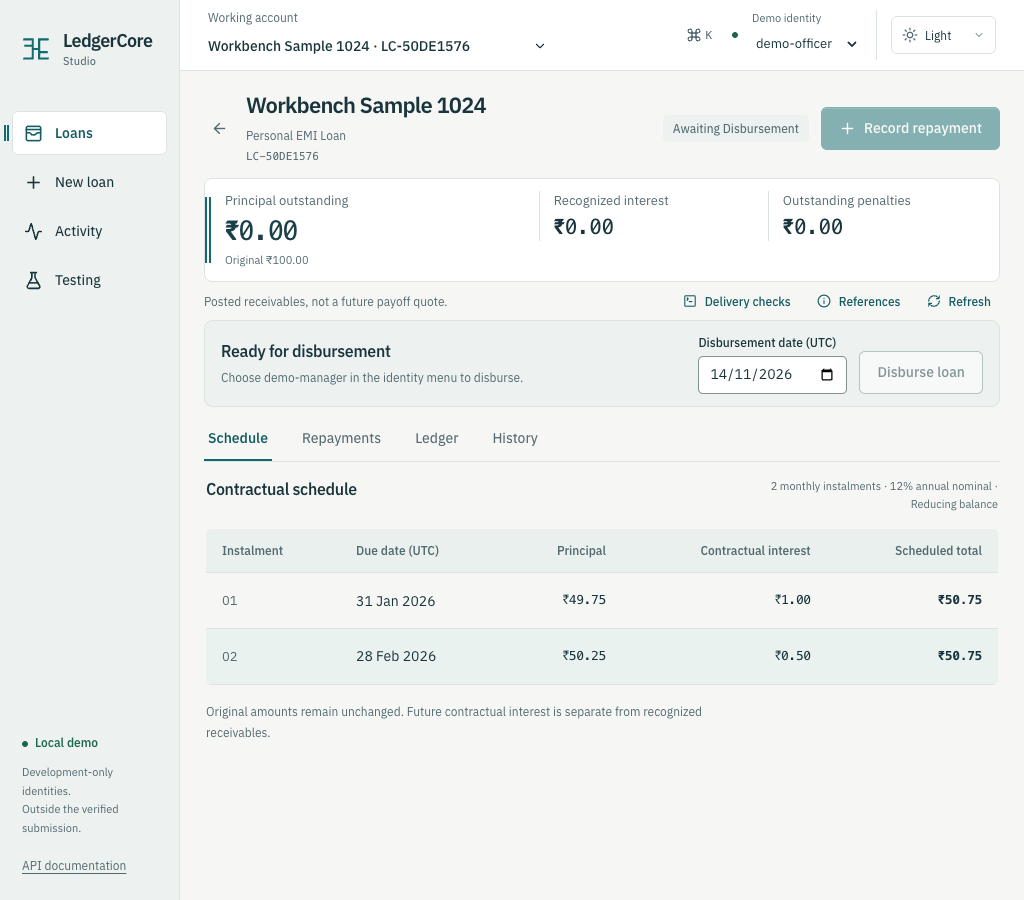 LedgerCore
Studio
Loans
New loan
Activity
Testing
Local demo
Development-only
identities.
Outside the verified
submission.
API documentation
Working account
Workbench Sample 1024 · LC-50DE1576
⌘ K
Demo identity
demo-officer
Light
Workbench Sample 1024
Personal EMI Loan
LC-50DE1576
Awaiting Disbursement
Record repayment
Principal outstanding
₹0.00
Original ₹100.00
Recognized interest
₹0.00
Outstanding penalties
₹0.00
Posted receivables, not a future payoff quote.
Delivery checks
References
Refresh
Ready for disbursement
Choose demo-manager in the identity menu to disburse.
Disbursement date (UTC)
14/11/2026
Disburse loan
Schedule Repayments Ledger History
Contractual schedule
2 monthly instalments · 12% annual nominal ·
Reducing balance
Instalment Due date (UTC) Principal Contractual interest Scheduled total
01 31 Jan 2026 ₹49.75 ₹1.00 ₹50.75
02 28 Feb 2026 ₹50.25 ₹0.50 ₹50.75
Original amounts remain unchanged. Future contractual interest is separate from recognized
receivables.